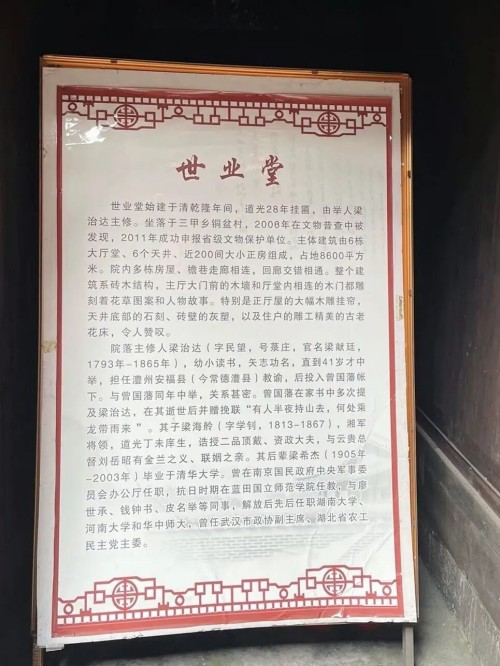 世业堂
世业堂始建于清乾隆年间，道光28年挂匾，由举人梁
治达主修。坐落于三甲乡铜盆村，2006年在文物普查中被
发现，2011年成功申报省级文物保护单位。主体建筑由6栋
大厅堂、6个天井、近200间大小正房组成，占地8600平方
米。院内多栋房屋、檐巷走廊相连，回廊交错相通。整个建
筑系砖木结构，主厅大门前的木墙和厅堂内相连的木门都雕
刻着花草图案和人物故事。特别是正厅屋的大幅木雕挂帘，
天井底部的石刻、砖壁的灰塑，以及住户的雕工精美的古老
花床，令人赞叹。
院落主修人梁治达（字民望，号菉庄，官名梁献廷，
1793年-1865年），幼小读书，矢志功名，直到41岁才中
举，担任澧州安福县（今常德澧县）教谕，后投入曾国藩帐
下。与曾国藩同年中举，关系甚密。曾国藩在家书中多次提
及梁治达，在其逝世后并赠挽联“有人半夜持山去，何处乘
龙带雨来”。其子梁海舲（字学钊，1813-1867），湘军
将领，道光丁未庠生，诰授二品顶戴、资政大夫，与云贵总
督刘岳昭有金兰之义、联姻之亲。其后辈梁希杰（1905年
-2003年）毕业于清华大学。曾在南京国民政府中央军事委
员会办公厅任职，抗日时期在蓝田国立师范学院任教，与廖
世承、钱钟书、皮名举等同事，解放后先后任职湖南大学、
河南大学和华中师大，曾任武汉市政协副主席、湖北省农工
民主党主委。